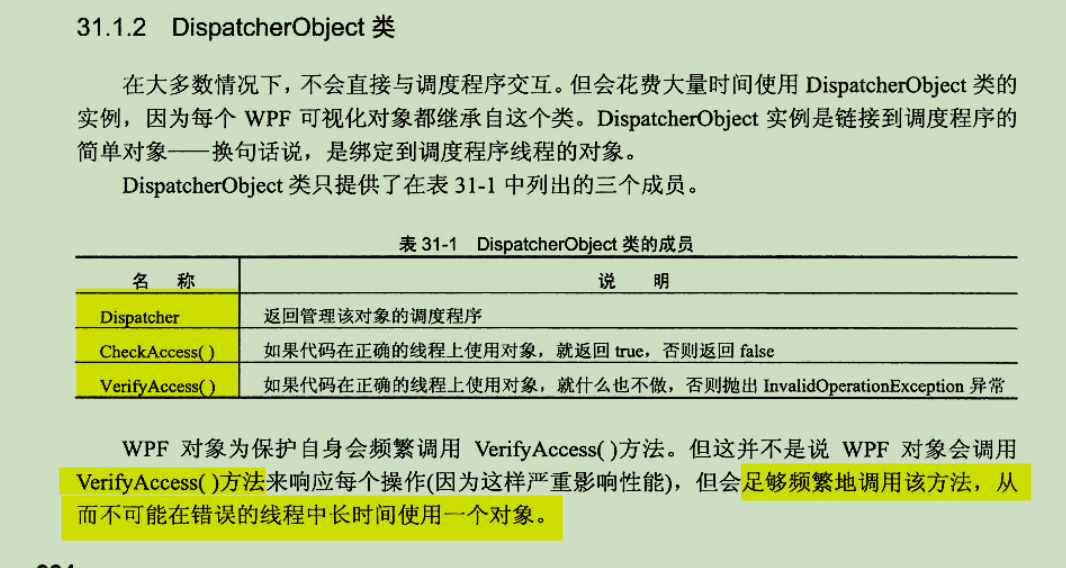 31.1.2 DispatcherObject 类
在大多数情况下，不会直接与调度程序交互。但会花费大量时间使用 DispatcherObject 类的
实例，因为每个 WPF 可视化对象都继承自这个类。DispatcherObject 实例是链接到调度程序的
简单对象——换句话说，是绑定到调度程序线程的对象。
DispatcherObject 类只提供了在表 31-1 中列出的三个成员。
表 31-1 DispatcherObject 类的成员
名 称 说 明
Dispatcher 返回管理该对象的调度程序
CheckAccess( ) 如果代码在正确的线程上使用对象，就返回 true，否则返回 false
VerifyAccess( ) 如果代码在正确的线程上使用对象，就什么也不做，否则抛出 InvalidOperationException 异常
WPF 对象为保护自身会频繁调用 VerifyAccess( )方法。但这并不是说 WPF 对象会调用
VerifyAccess( )方法来响应每个操作(因为这样严重影响性能)，但会足够频繁地调用该方法，从
而不可能在错误的线程中长时间使用一个对象。